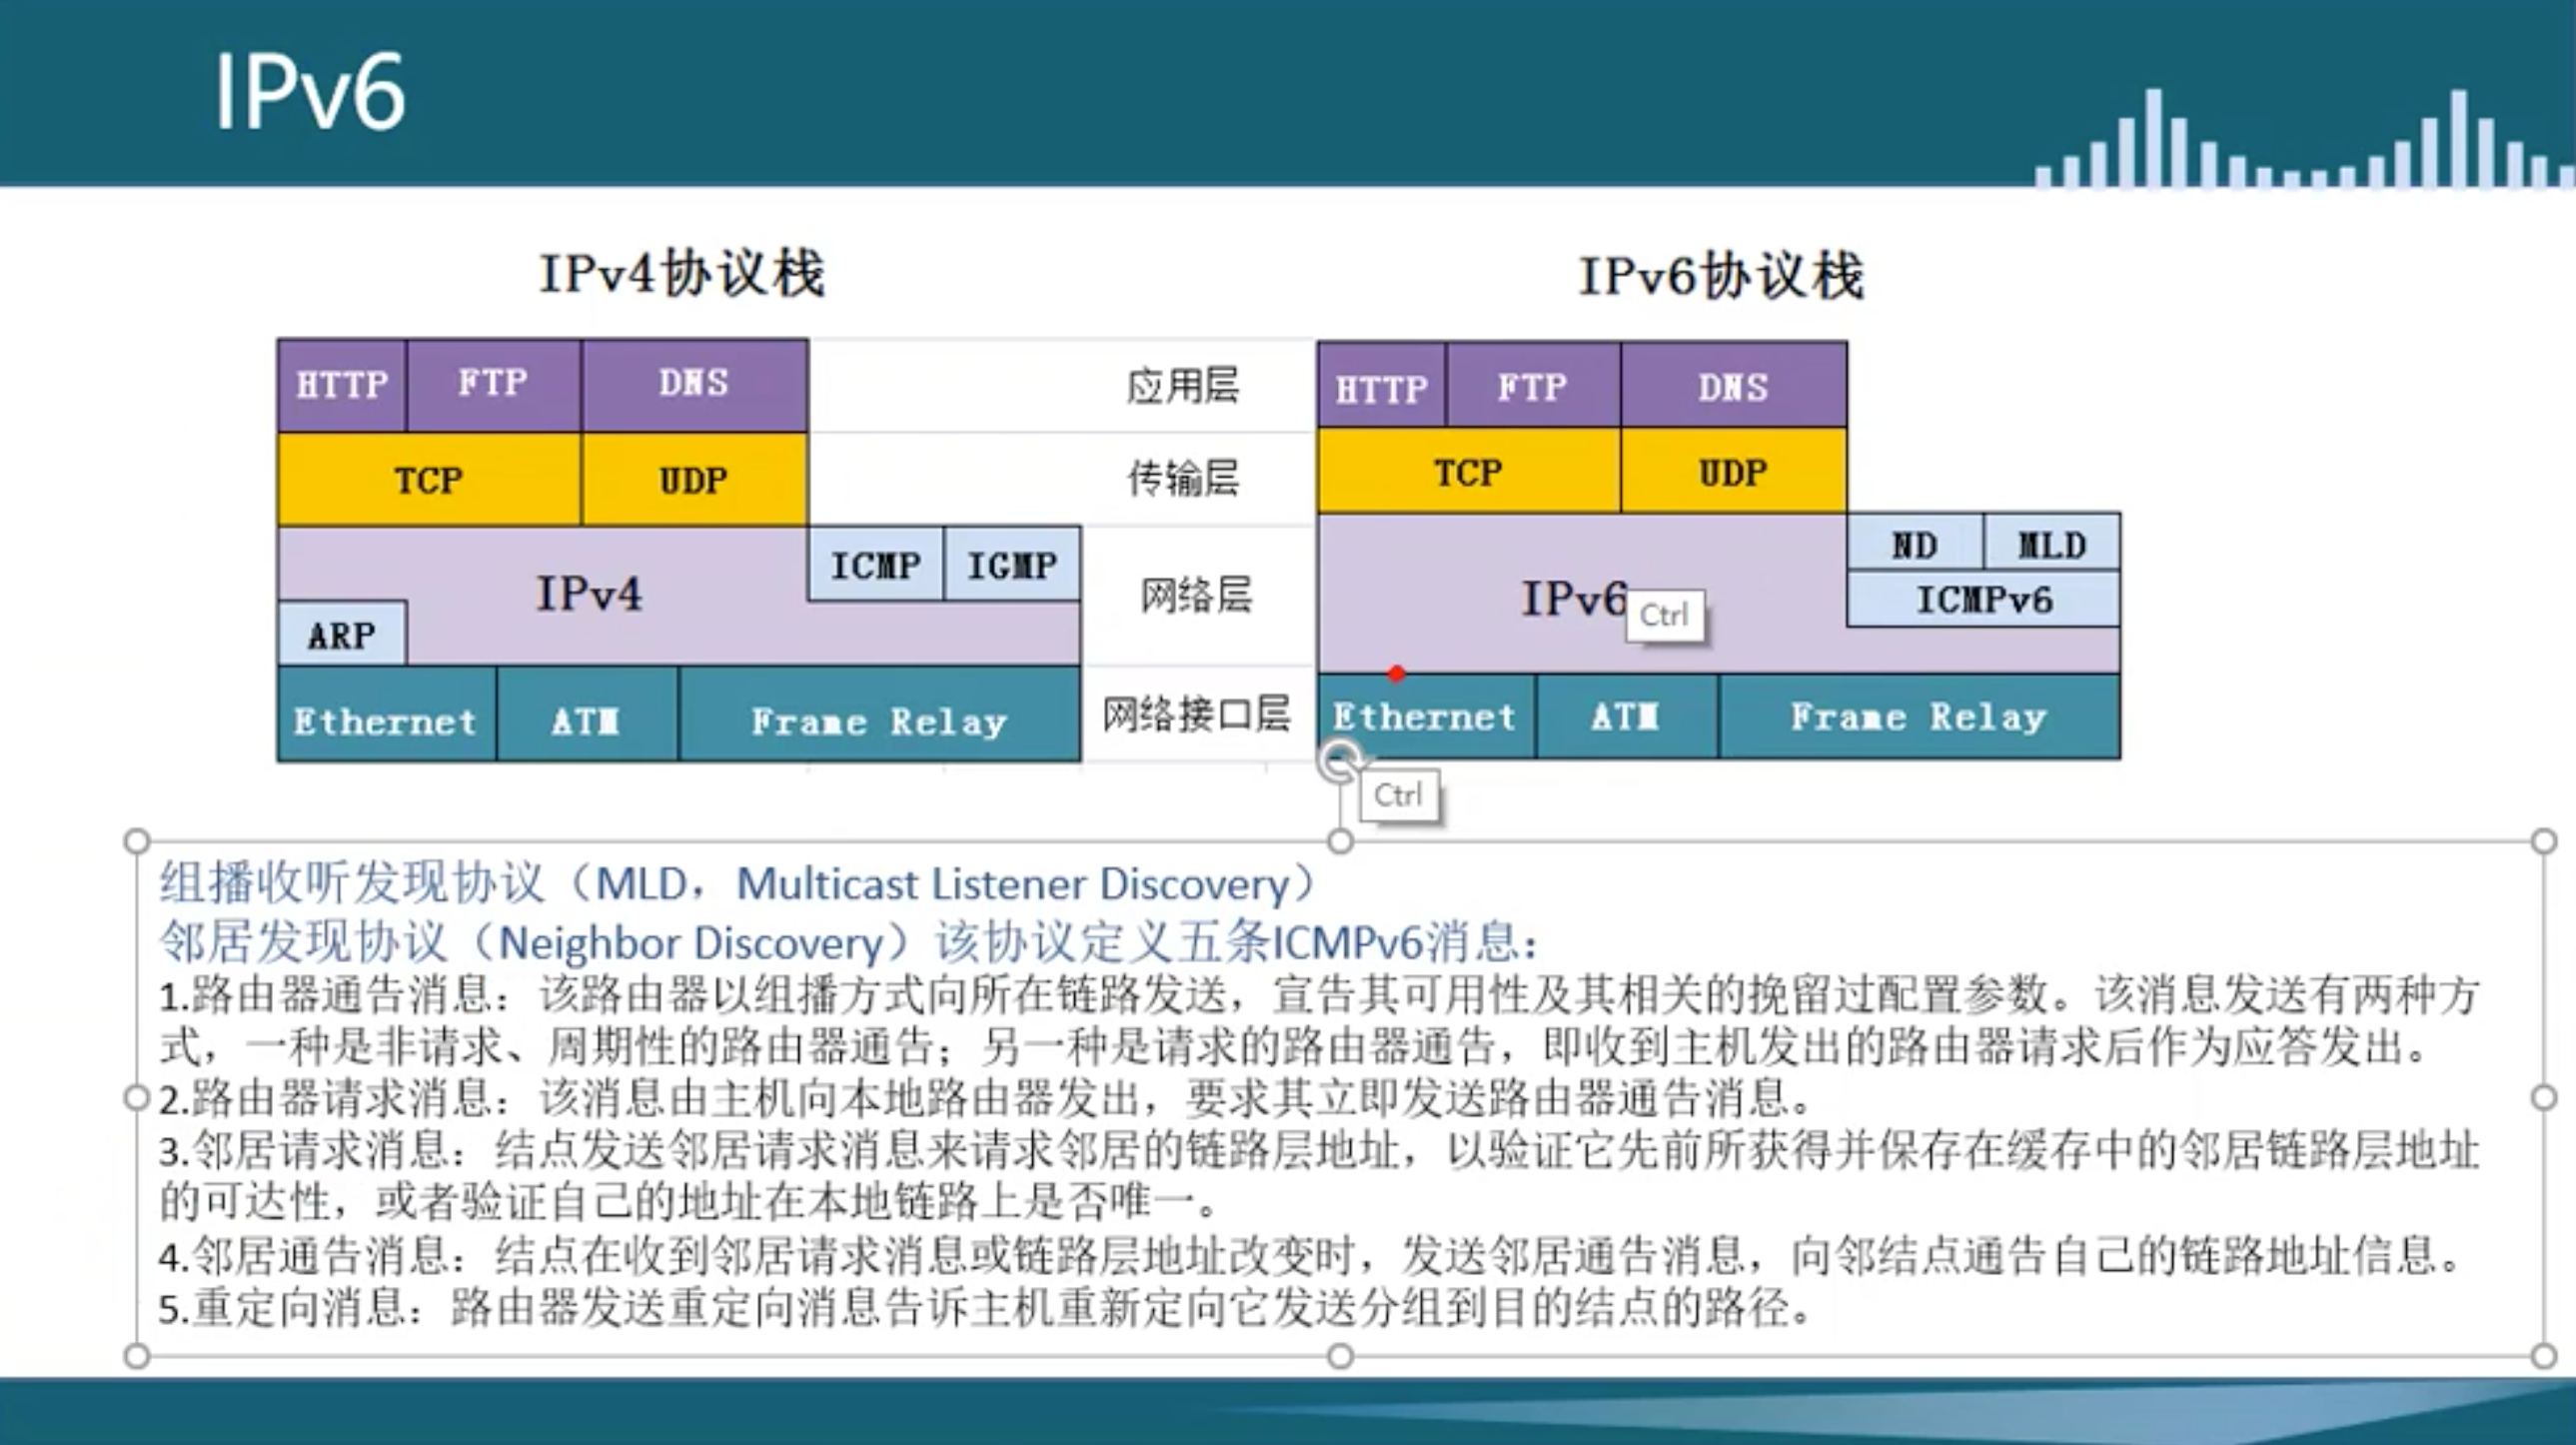 IPv6
IPv4协议栈
IPv6协议栈
HTTP FTP DNS 应用层 HTTP FTP DNS
TCP UDP 传输层 TCP UDP
IPv4 ICMP IGMP 网络层 IPv6 ND MLD
ICMPv6
Ctrl
ARP
Ethernet ATM Frame Relay 网络接口层 Ethernet ATM Frame Relay
Ctrl
组播收听发现协议（MLD，Multicast Listener Discovery）
邻居发现协议（Neighbor Discovery）该协议定义五条ICMPv6消息：
1.路由器通告消息：该路由器以组播方式向所在链路发送，宣告其可用性及其相关的挽留过配置参数。该消息发送有两种方
式，一种是非请求、周期性的路由器通告；另一种是请求的路由器通告，即收到主机发出的路由器请求后作为应答发出。
2.路由器请求消息：该消息由主机向本地路由器发出，要求其立即发送路由器通告消息。
3.邻居请求消息：结点发送邻居请求消息来请求邻居的链路层地址，以验证它先前所获得并保存在缓存中的邻居链路层地址
的可达性，或者验证自己的地址在本地链路上是否唯一。
4.邻居通告消息：结点在收到邻居请求消息或链路层地址改变时，发送邻居通告消息，向邻结点通告自己的链路地址信息。
5.重定向消息：路由器发送重定向消息告诉主机重新定向它发送分组到目的结点的路径。